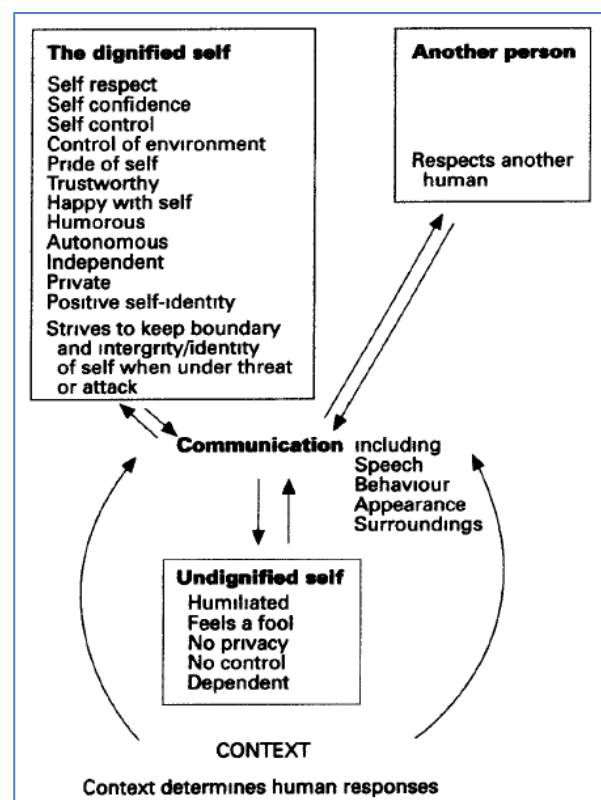 The dignified self
Self respect
Self confidence
Self control
Control of environment
Pride of self
Trustworthy
Happy with self
Humorous
Autonomous
Independent
Private
Positive self-identity
Strives to keep boundary
and intergrity/identity
of self when under threat
or attack
Another person
Respects another
human
Communication including
Speech
Behaviour
Appearance
Surroundings
Undignified self
Humiliated
Feels a fool
No privacy
No control
Dependent
CONTEXT
Context determines human responses